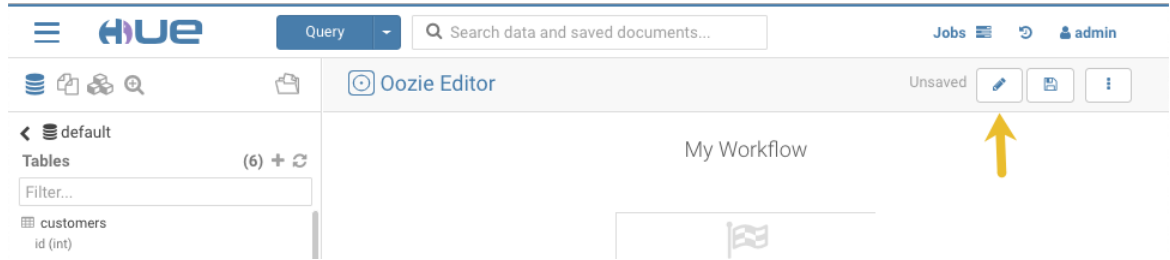 HUE
Query
Search data and saved documents...
Jobs
admin
Oozie Editor
Unsaved
default
Tables (6)
Filter...
My Workflow
customers
id (int)